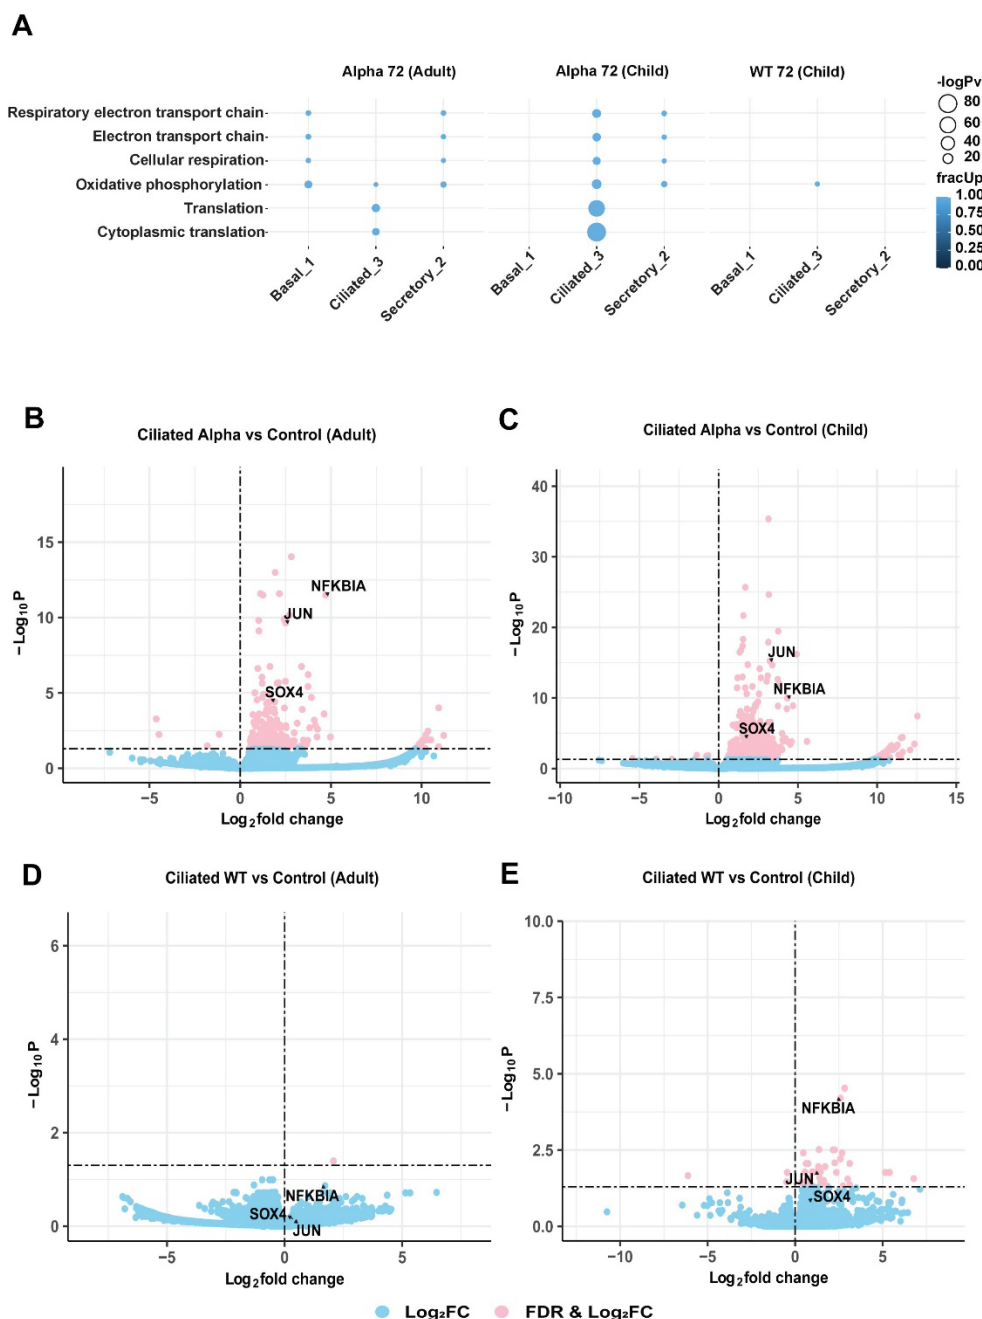 A
Alpha 72 (Adult)
Alpha 72 (Child)
WT 72 (Child)
Respiratory electron transport chain
Electron transport chain
Cellular respiration
Oxidative phosphorylation
Translation
Cytoplasmic translation
Basal_1
Ciliated_3
Secretory_2
Basal_1
Ciliated_3
Secretory_2
Basal_1
Ciliated_3
Secretory_2
-logPv
80
60
40
20
fracUp
1.00
0.75
0.50
0.25
0.00
B
Ciliated Alpha vs Control (Adult)
−Log₁₀P
15
10
5
0
NFKBIA
JUN
SOX4
−5
0
5
10
Log₂fold change
C
Ciliated Alpha vs Control (Child)
−Log₁₀P
40
30
20
10
0
JUN
NFKBIA
SOX4
−10
−5
0
5
10
15
Log₂fold change
D
Ciliated WT vs Control (Adult)
−Log₁₀P
6
4
2
0
NFKBIA
SOX4
JUN
−5
0
5
Log₂fold change
E
Ciliated WT vs Control (Child)
−Log₁₀P
10.0
7.5
5.0
2.5
0.0
NFKBIA
JUN
SOX4
−10
−5
0
5
Log₂fold change
Log₂FC
FDR & Log₂FC